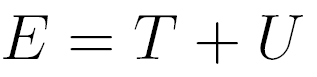 E = T + U